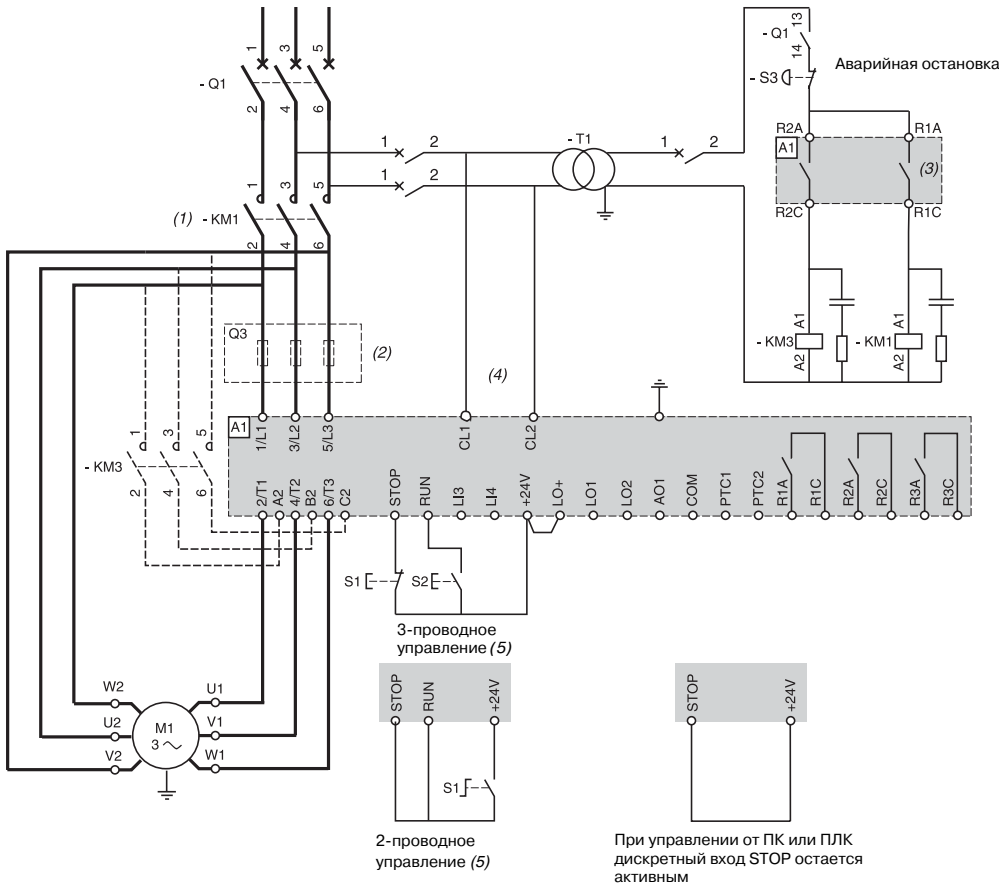 1 3 5
- Q1
2 4 6
13
- Q1
14
- S3
Аварийная остановка
1 2
1 2
- T1
1 2
R2A R1A
A1
(3)
R2C R1C
1 3 5
(1) - KM1
2 4 6
Q3
(2)
(4)
A1 A1
- KM3 - KM1
A2 A2
A1
1/L1 3/L2 5/L3 CL1 CL2
1 3 5
- KM3
2 4 6
2/T1 A2 4/T2 B2 6/T3 C2 STOP RUN LI3 LI4 +24V LO+ LO1 LO2 AO1 COM PTC1 PTC2 R1A R1C R2A R2C R3A R3C
S1 S2
3-проводное
управление (5)
W2 U1
U2 V1
V2 W1
M1
3
STOP RUN +24V
S1
2-проводное
управление (5)
STOP +24V
При управлении от ПК или ПЛК
дискретный вход STOP остается
активным